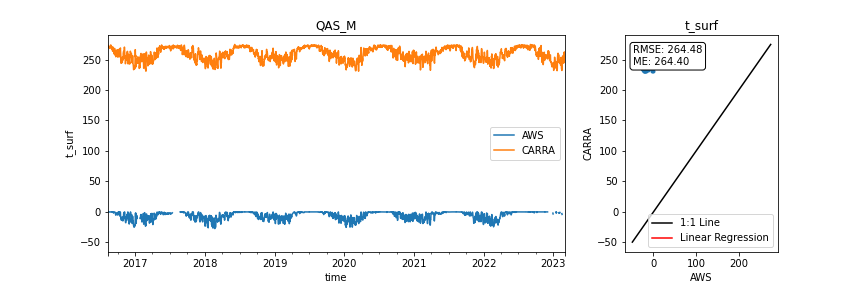 QAS_M
t_surf
250
200
150
100
50
0
−50
2017
2018
2019
2020
2021
2022
2023
time
AWS
CARRA
t_surf
CARRA
250
200
150
100
50
0
−50
0
100
200
AWS
RMSE: 264.48
ME: 264.40
1:1 Line
Linear Regression